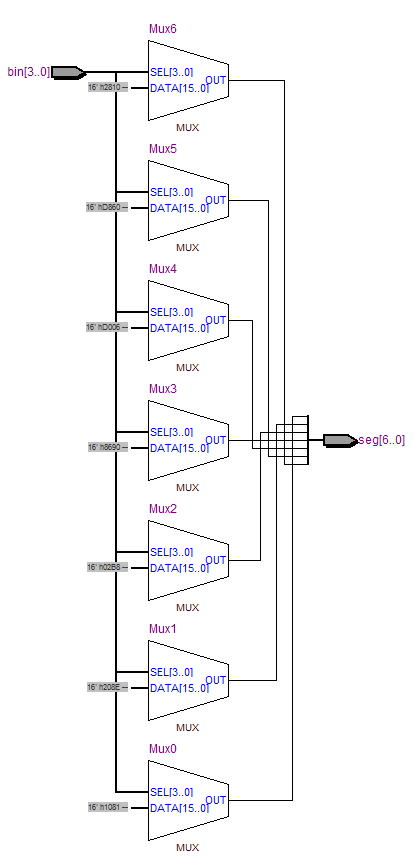 Mux6
bin[3..0]
SEL[3..0]
OUT
16' h2810 --
DATA[15..0]
MUX
Mux5
SEL[3..0]
OUT
16' hD860 --
DATA[15..0]
MUX
Mux4
SEL[3..0]
OUT
16' hD006 --
DATA[15..0]
MUX
Mux3
SEL[3..0]
OUT
seg[6..0]
16' h8690 --
DATA[15..0]
MUX
Mux2
SEL[3..0]
OUT
16' h02B8 --
DATA[15..0]
MUX
Mux1
SEL[3..0]
OUT
16' h208E --
DATA[15..0]
MUX
Mux0
SEL[3..0]
OUT
16' h1081 --
DATA[15..0]
MUX